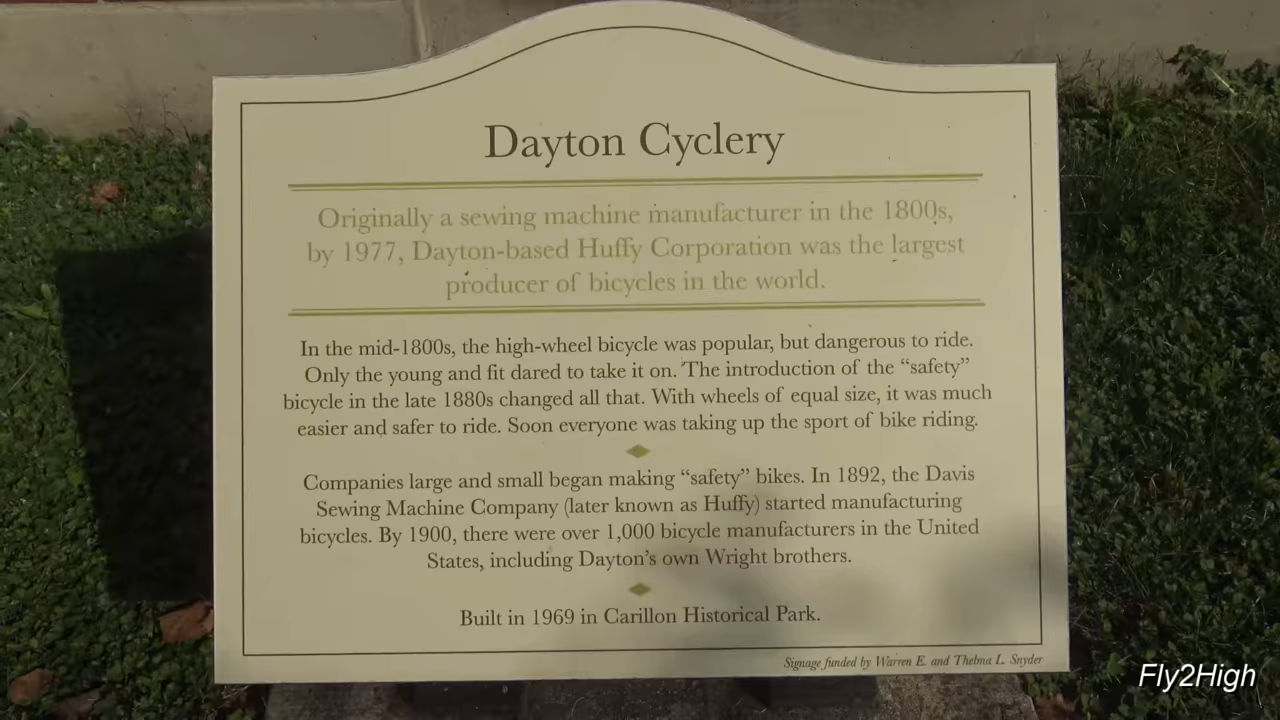 Dayton Cyclery
Originally a sewing machine manufacturer in the 1800s,
by 1977, Dayton-based Huffy Corporation was the largest
producer of bicycles in the world.
In the mid-1800s, the high-wheel bicycle was popular, but dangerous to ride.
Only the young and fit dared to take it on. The introduction of the “safety”
bicycle in the late 1880s changed all that. With wheels of equal size, it was much
easier and safer to ride. Soon everyone was taking up the sport of bike riding.
Companies large and small began making “safety” bikes. In 1892, the Davis
Sewing Machine Company (later known as Huffy) started manufacturing
bicycles. By 1900, there were over 1,000 bicycle manufacturers in the United
States, including Dayton’s own Wright brothers.
Built in 1969 in Carillon Historical Park.
Signage funded by Warren E. and Thelma L. Snyder
Fly2High